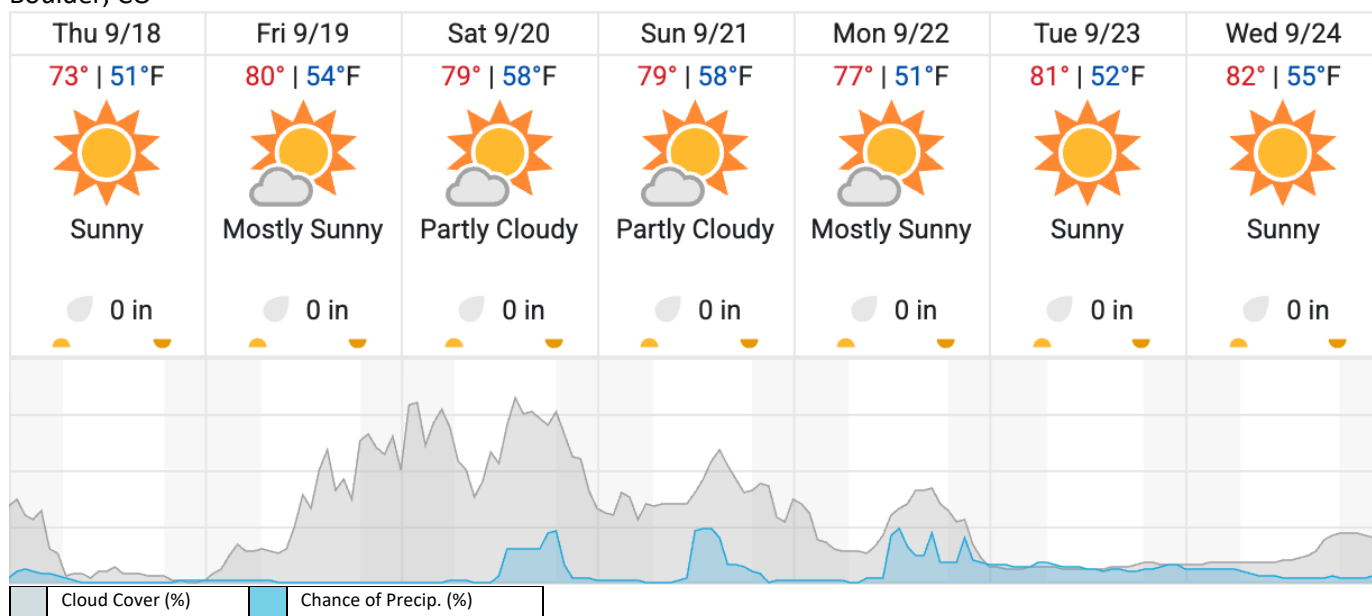 Boulder, CO
Thu 9/18 Fri 9/19 Sat 9/20 Sun 9/21 Mon 9/22 Tue 9/23 Wed 9/24
73° | 51°F 80° | 54°F 79° | 58°F 79° | 58°F 77° | 51°F 81° | 52°F 82° | 55°F
Sunny Mostly Sunny Partly Cloudy Partly Cloudy Mostly Sunny Sunny Sunny
0 in 0 in 0 in 0 in 0 in 0 in 0 in
Cloud Cover (%) Chance of Precip. (%)